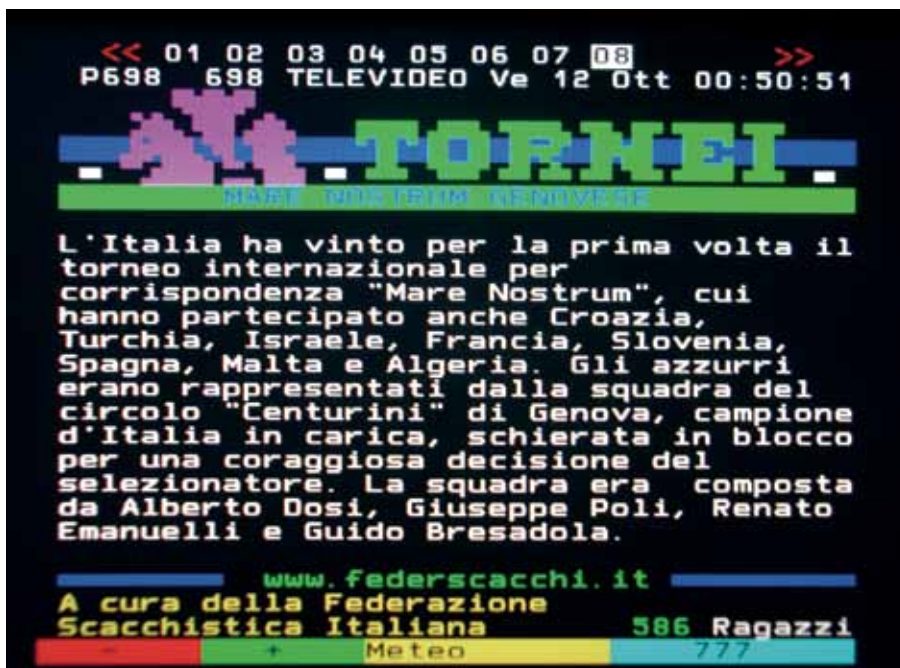 << 01 02 03 04 05 06 07 08 >>
P698 698 TELEVIDEO Ve 12 Ott 00:50:51
TORNEI
MARE NOSTRUM GENOVESE
L'Italia ha vinto per la prima volta il
torneo internazionale per
corrispondenza "Mare Nostrum", cui
hanno partecipato anche Croazia,
Turchia, Israele, Francia, Slovenia,
Spagna, Malta e Algeria. Gli azzurri
erano rappresentati dalla squadra del
circolo "Centurini" di Genova, campione
d'Italia in carica, schierata in blocco
per una coraggiosa decisione del
selezionatore. La squadra era composta
da Alberto Dosi, Giuseppe Poli, Renato
Emanuelli e Guido Bresadola.
www.federscacchi.it
A cura della Federazione
Scacchistica Italiana 586 Ragazzi
- + Meteo 777